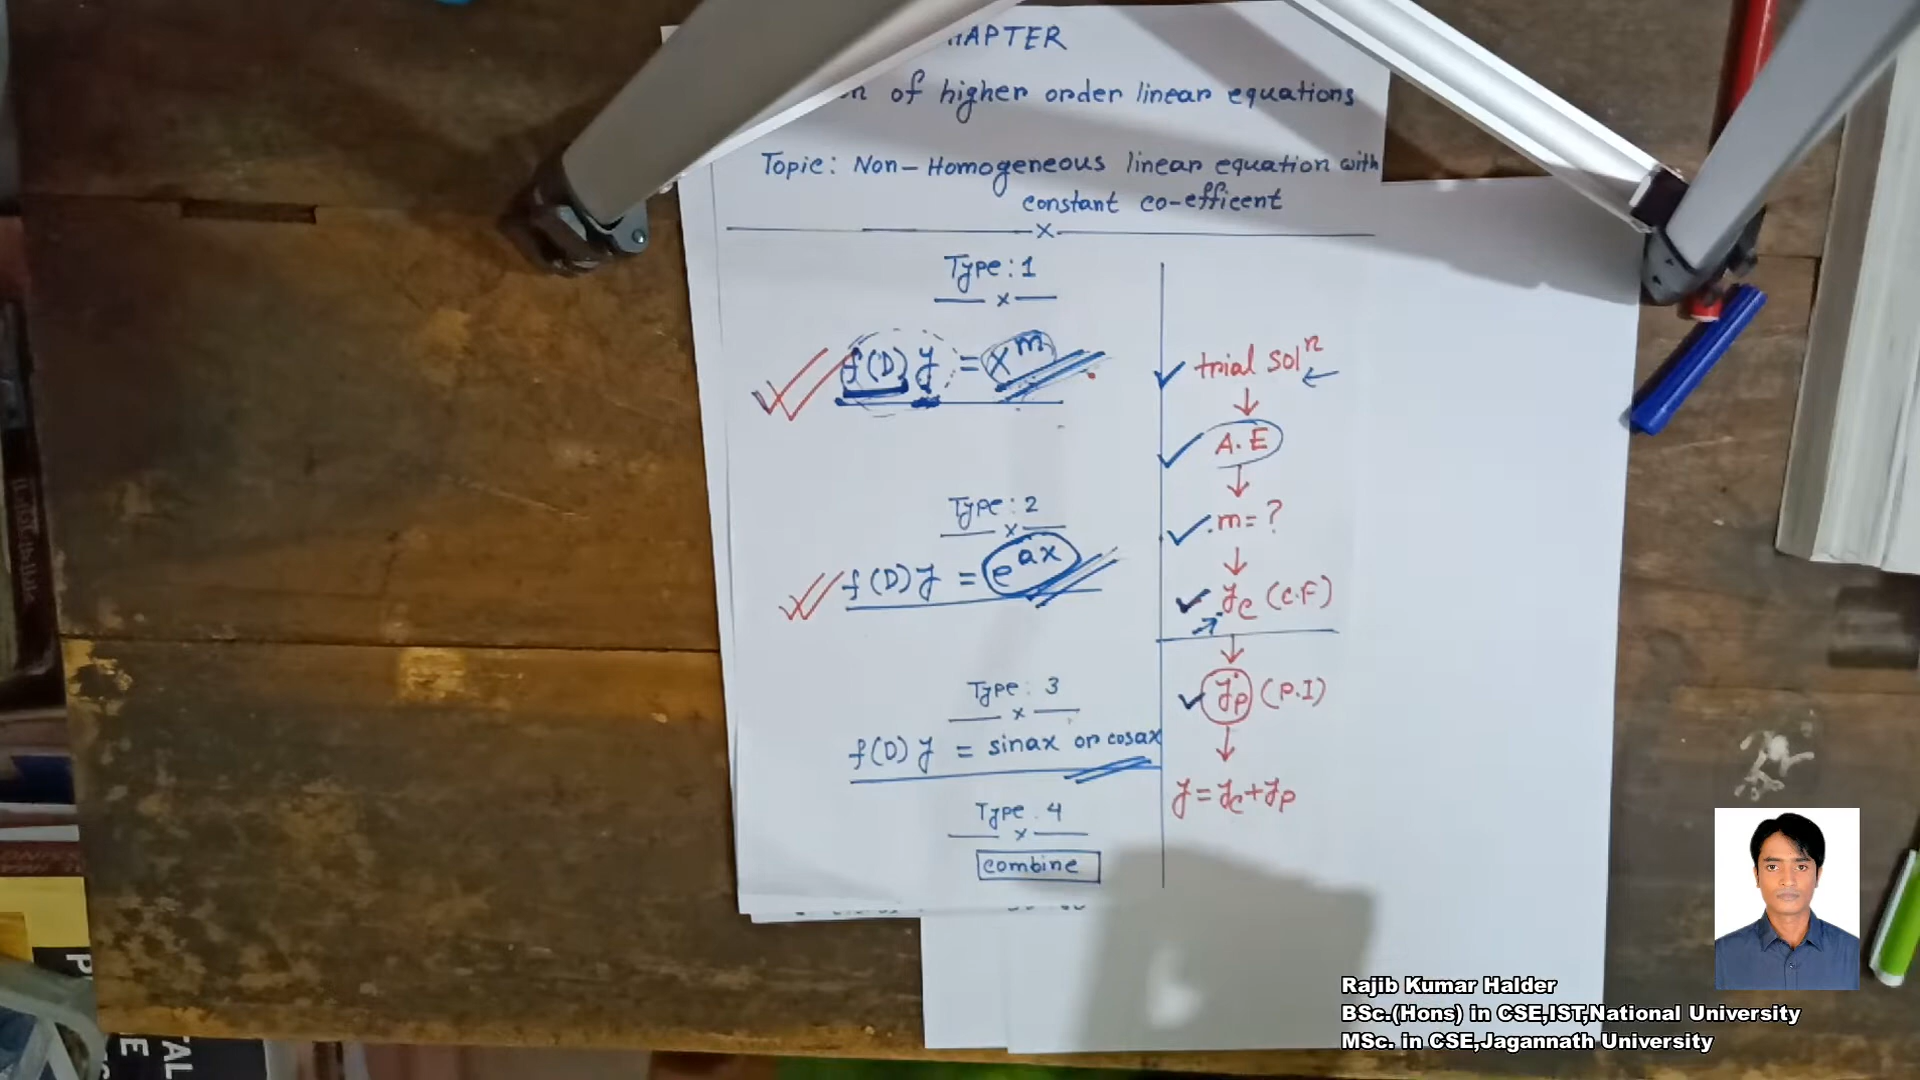 HAPTER
n of higher order linear equations
Topic: Non-Homogeneous linear equation with
constant co-efficent
x
Type: 1
x
f(D)y = x^m
Type: 2
x
f(D)y = e^ax
Type: 3
x
f(D)y = sinax or cosax
Type. 4
x
combine
trial sol^n
↓
A.E
↓
m=?
↓
y_c (C.F)
↓
y_p (P.I)
↓
y=y_c+y_p
Rajib Kumar Halder
BSc.(Hons) in CSE,IST,National University
MSc. in CSE,Jagannath University